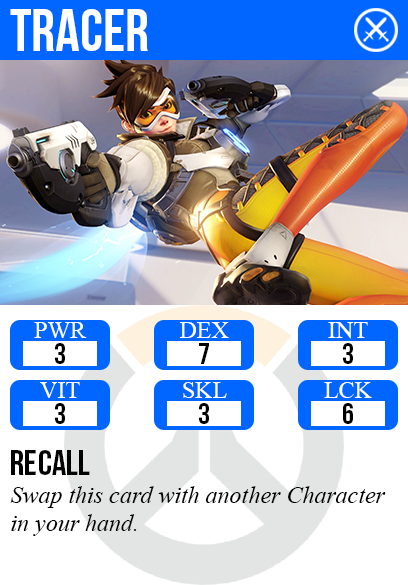 TRACER
PWR DEX INT
3 7 3
VIT SKL LCK
3 3 6
RECALL
Swap this card with another Character
in your hand.